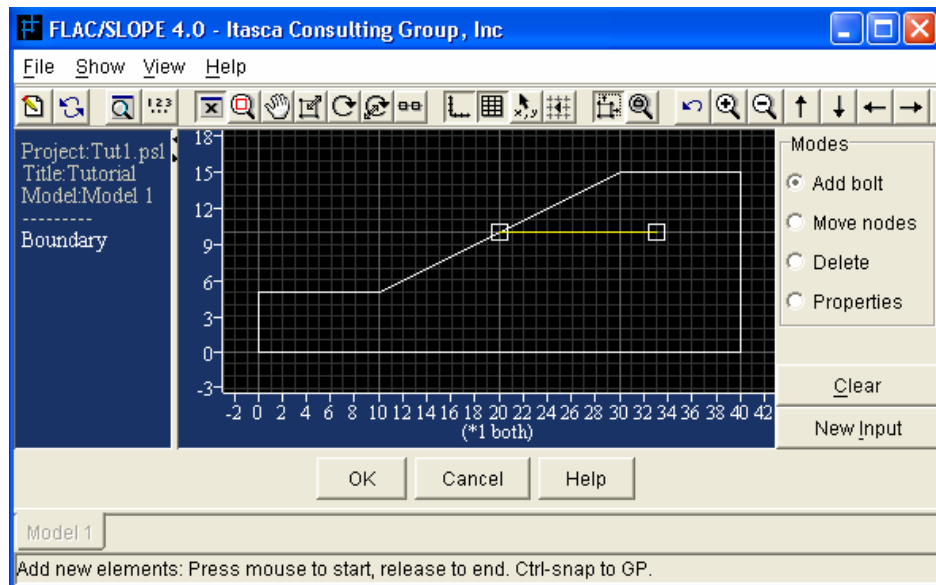 FLAC/SLOPE 4.0 - Itasca Consulting Group, Inc
File Show View Help
1 2 3
x,y
Project:Tut1.psl
Title:Tutorial
Model:Model 1
---------
Boundary
18
15
12
9
6
3
0
-3
-2 0 2 4 6 8 10 12 14 16 18 20 22 24 26 28 30 32 34 36 38 40 42
(*1 both)
Modes
Add bolt
Move nodes
Delete
Properties
Clear
New Input
OK Cancel Help
Model 1
Add new elements: Press mouse to start, release to end. Ctrl-snap to GP.